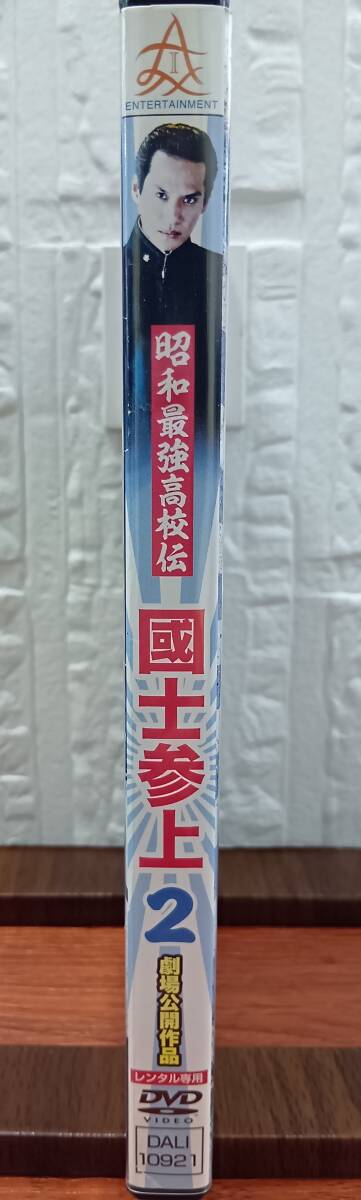 ENTERTAINMENT
昭和最強高校伝
國士参上
2
劇場公開作品
レンタル専用
DVD
VIDEO
DALI
10921